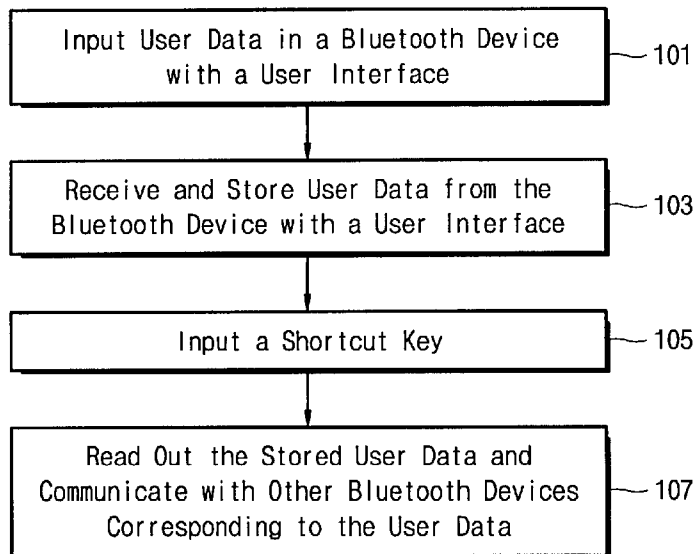 Input User Data in a Bluetooth Device
with a User Interface
101
Receive and Store User Data from the
Bluetooth Device with a User Interface
103
Input a Shortcut Key
105
Read Out the Stored User Data and
Communicate with Other Bluetooth Devices
Corresponding to the User Data
107